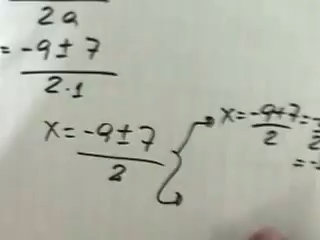 2a
= -9 ± 7
2·1
x = -9 ± 7
2
x = -9+7 =
2
= -